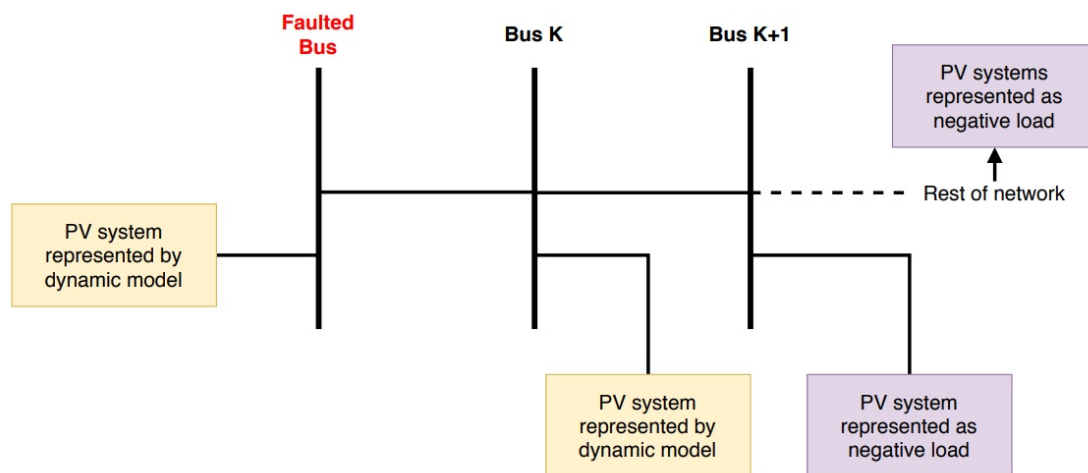 Faulted
Bus
Bus K
Bus K+1
PV systems
represented as
negative load
Rest of network
PV system
represented by
dynamic model
PV system
represented by
dynamic model
PV system
represented as
negative load